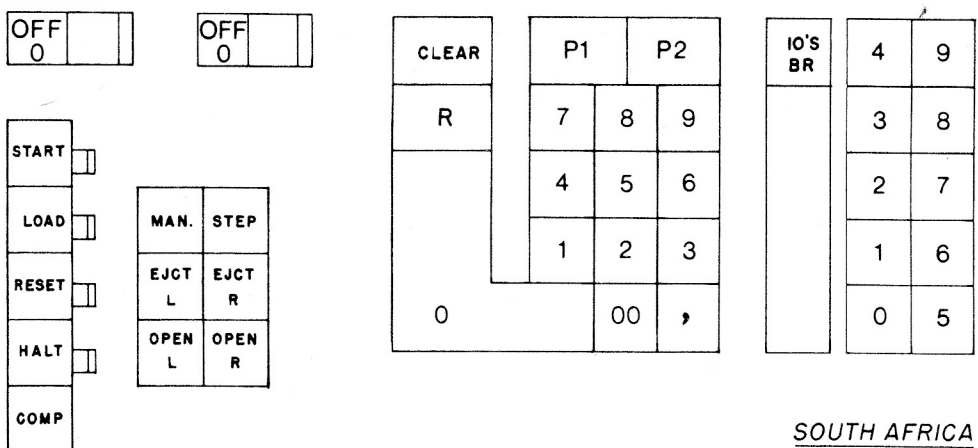 OFF
0
OFF
0
START
LOAD
RESET
HALT
COMP
MAN. STEP
EJCT L EJCT R
OPEN L OPEN R
CLEAR
R
0
P1 P2
7 8 9
4 5 6
1 2 3
00 ,
10'S
BR
4 9
3 8
2 7
1 6
0 5
SOUTH AFRICA